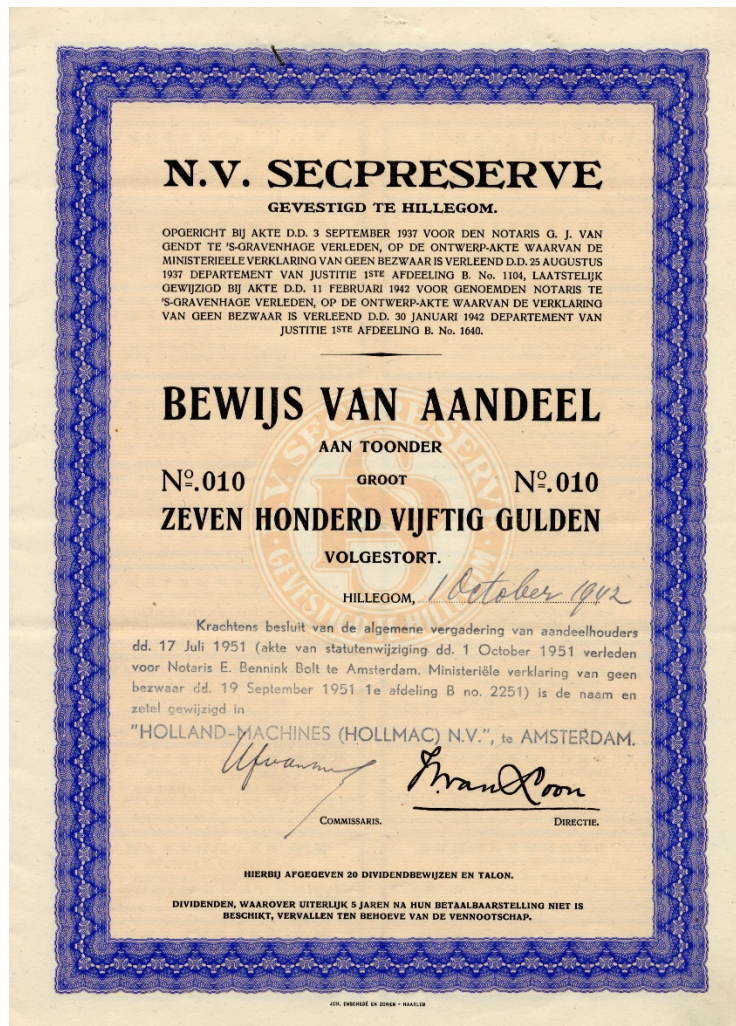 N.V. SECPRESERVE
GEVESTIGD TE HILLEGOM.
OPGERICHT BIJ AKTE D.D. 3 SEPTEMBER 1937 VOOR DEN NOTARIS G. J. VAN
GENDT TE 'S-GRAVENHAGE VERLEDEN, OP DE ONTWERP-AKTE WAARVAN DE
MINISTERIEELE VERKLARING VAN GEEN BEZWAAR IS VERLEEND D.D. 25 AUGUSTUS
1937 DEPARTEMENT VAN JUSTITIE 1STE AFDEELING B. No. 1104, LAATSTELIJK
GEWIJZIGD BIJ AKTE D.D. 11 FEBRUARI 1942 VOOR GENOEMDEN NOTARIS TE
'S-GRAVENHAGE VERLEDEN, OP DE ONTWERP-AKTE WAARVAN DE VERKLARING
VAN GEEN BEZWAAR IS VERLEEND D.D. 30 JANUARI 1942 DEPARTEMENT VAN
JUSTITIE 1STE AFDEELING B. No. 1640.
BEWIJS VAN AANDEEL
AAN TOONDER
Nº.010 GROOT Nº.010
ZEVEN HONDERD VIJFTIG GULDEN
VOLGESTORT.
HILLEGOM, 1 October 1942
Krachtens besluit van de algemene vergadering van aandeelhouders
dd. 17 Juli 1951 (akte van statutenwijziging dd. 1 October 1951 verleden
voor Notaris E. Bennink Bolt te Amsterdam. Ministeriële verklaring van geen
bezwaar dd. 19 September 1951 1e afdeling B no. 2251) is de naam en
zetel gewijzigd in
"HOLLAND-MACHINES (HOLLMAC) N.V.", te AMSTERDAM.
van Loon
COMMISSARIS. DIRECTIE.
HIERBIJ AFGEGEVEN 20 DIVIDENDBEWIJZEN EN TALON.
DIVIDENDEN, WAAROVER UITERLIJK 5 JAREN NA HUN BETAALBAARSTELLING NIET IS
BESCHIKT, VERVALLEN TEN BEHOEVE VAN DE VENNOOTSCHAP.
JOH. ENSCHEDÉ EN ZONEN - HAARLEM